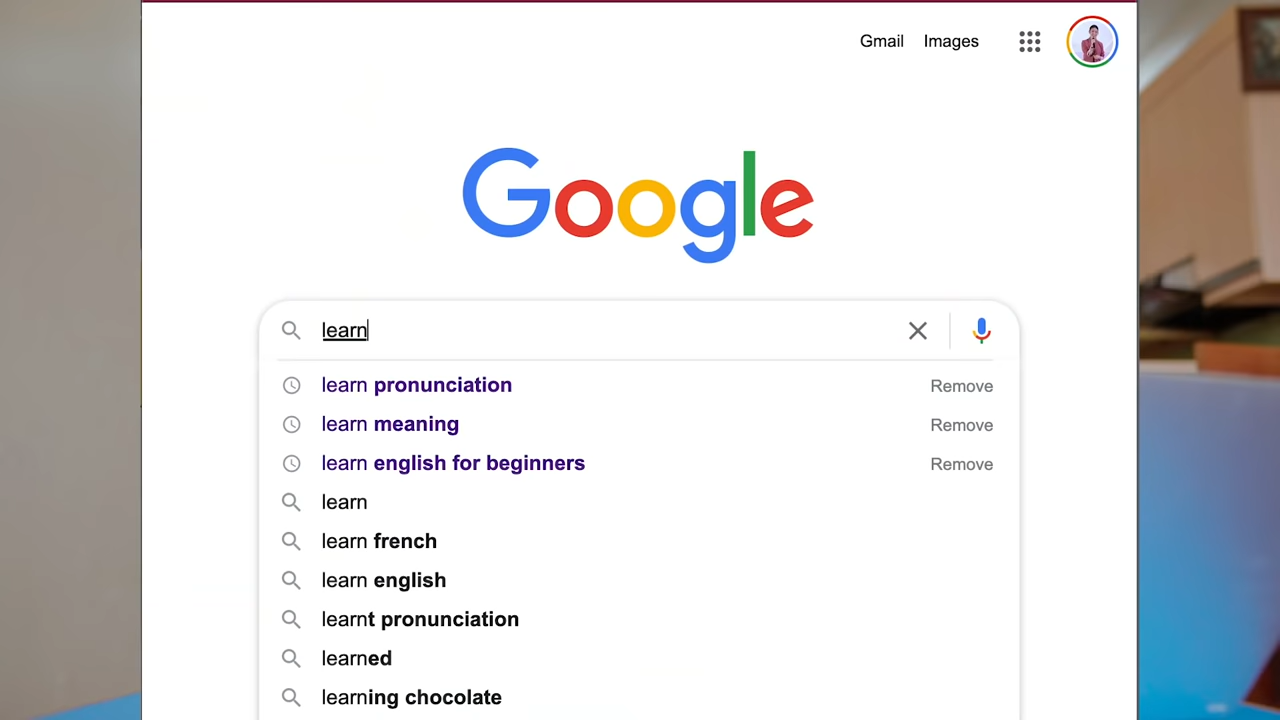 Gmail Images
Google
learn
learn pronunciation Remove
learn meaning Remove
learn english for beginners Remove
learn
learn french
learn english
learnt pronunciation
learned
learning chocolate